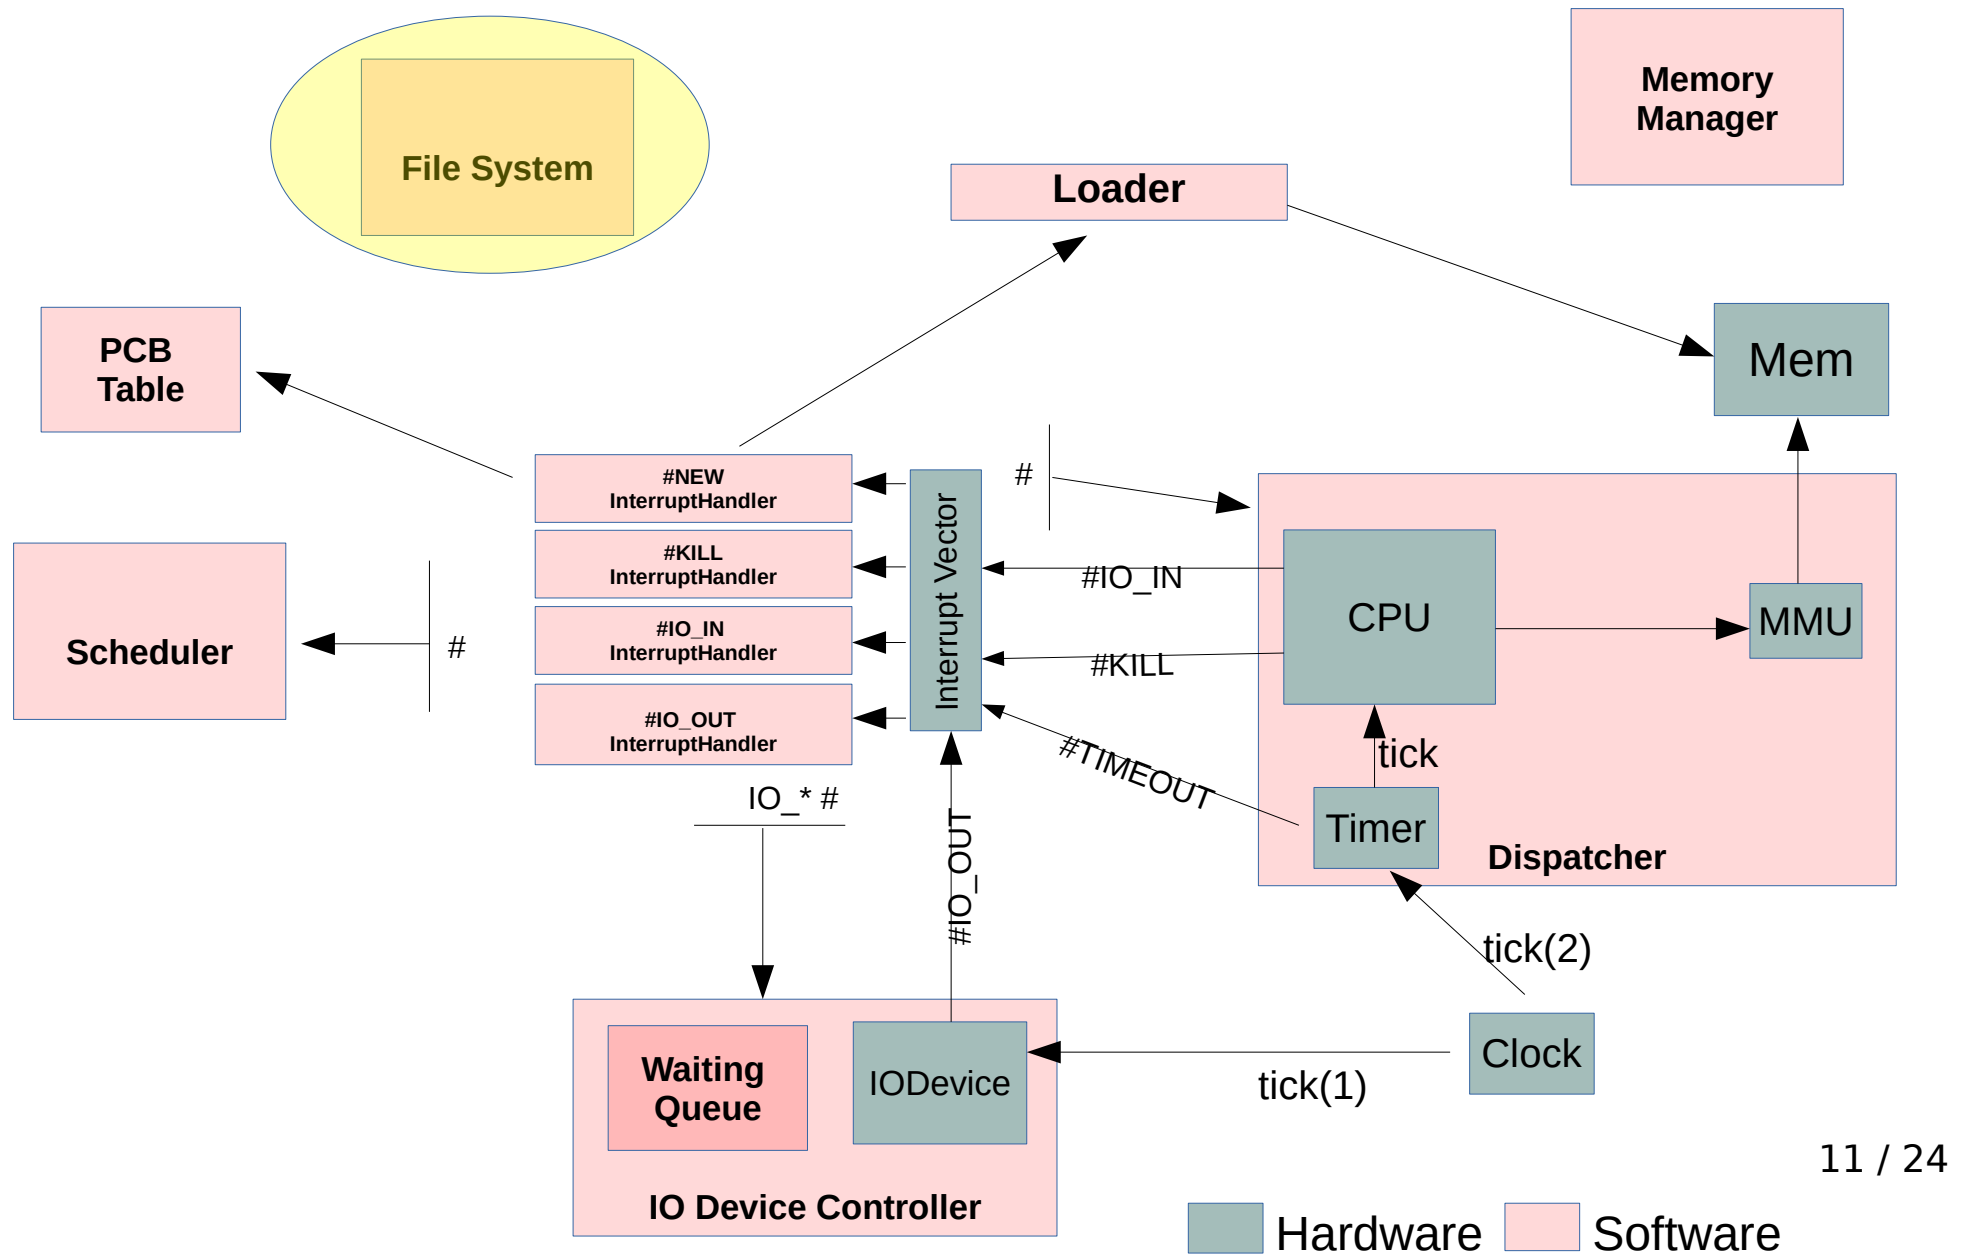 Memory
Manager
File System
Loader
PCB
Table
Mem
#NEW
InterruptHandler
#
#KILL
InterruptHandler
Interrupt Vector
#IO_IN
CPU
MMU
Scheduler
#
#IO_IN
InterruptHandler
#KILL
#IO_OUT
InterruptHandler
#TIMEOUT
tick
IO_* #
Timer
Dispatcher
#IO_OUT
tick(2)
Waiting
Queue
IODevice
Clock
tick(1)
IO Device Controller
11 / 24
Hardware
Software